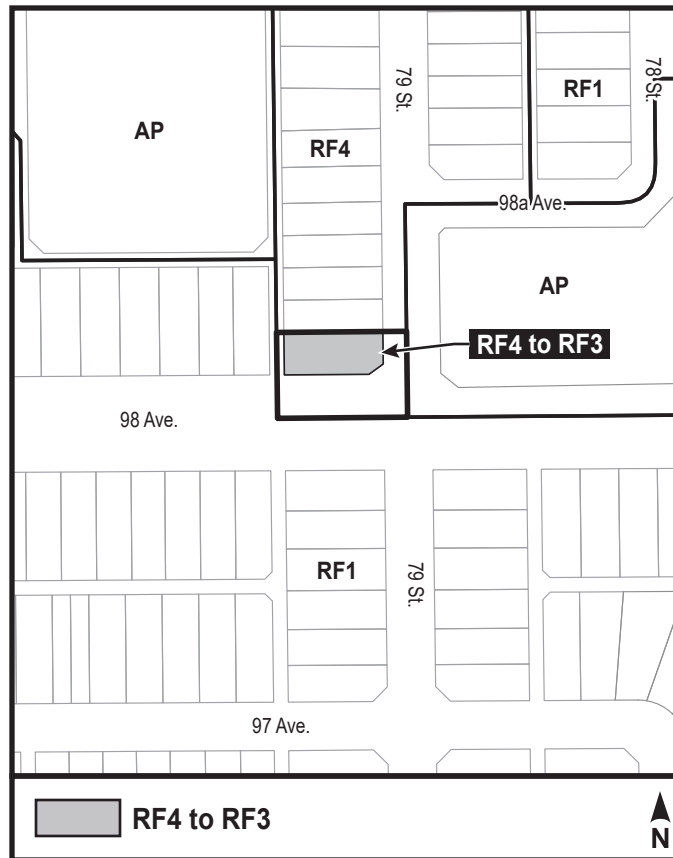 79 St.
78 St.
RF1
AP
RF4
98a Ave.
AP
RF4 to RF3
98 Ave.
RF1
79 St.
97 Ave.
RF4 to RF3
N